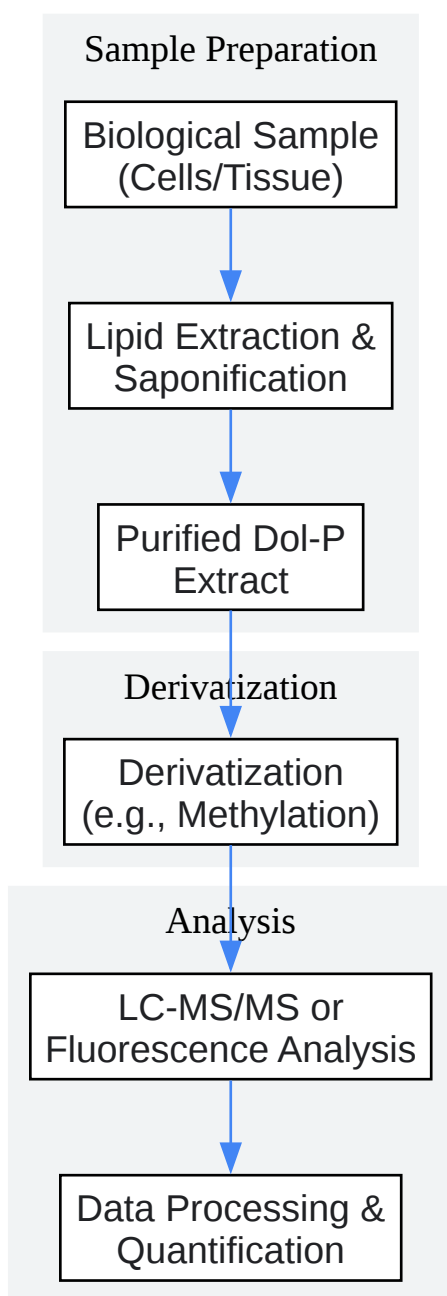 Sample Preparation
Biological Sample
(Cells/Tissue)
Lipid Extraction &
Saponification
Purified Dol-P
Extract
Derivatization
Derivatization
(e.g., Methylation)
Analysis
LC-MS/MS or
Fluorescence Analysis
Data Processing &
Quantification